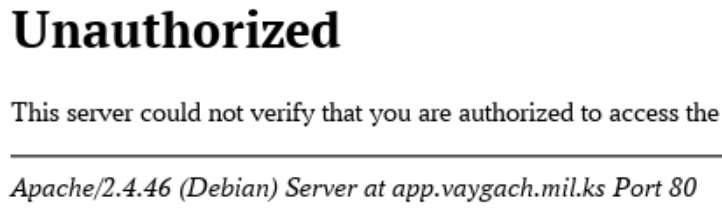 Unauthorized
This server could not verify that you are authorized to access the
Apache/2.4.46 (Debian) Server at app.vaygach.mil.ks Port 80